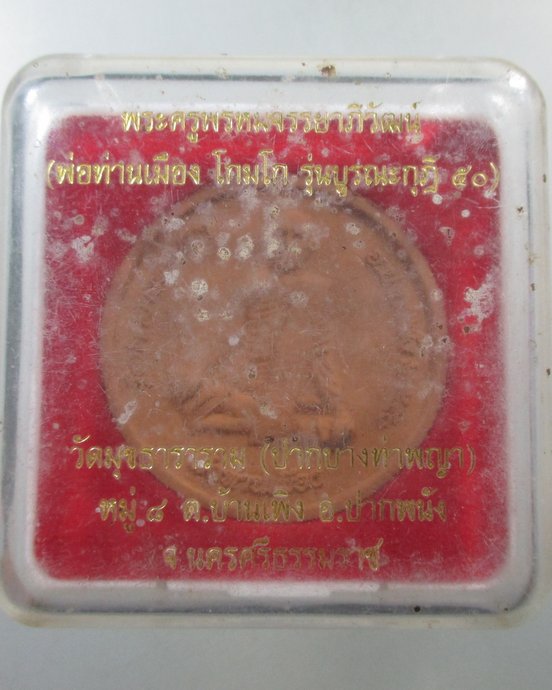 พระครูพรหมจรรยาภิวัฒน์
(พ่อท่านเมือง โกมโก รุ่นบูรณะกุฎิ ๕๐)
วัดมุขธาราราม (ปากบางท่าพญา)
หมู่ ๘ ต.บ้านเพิง อ.ปากพนัง
จ.นครศรีธรรมราช